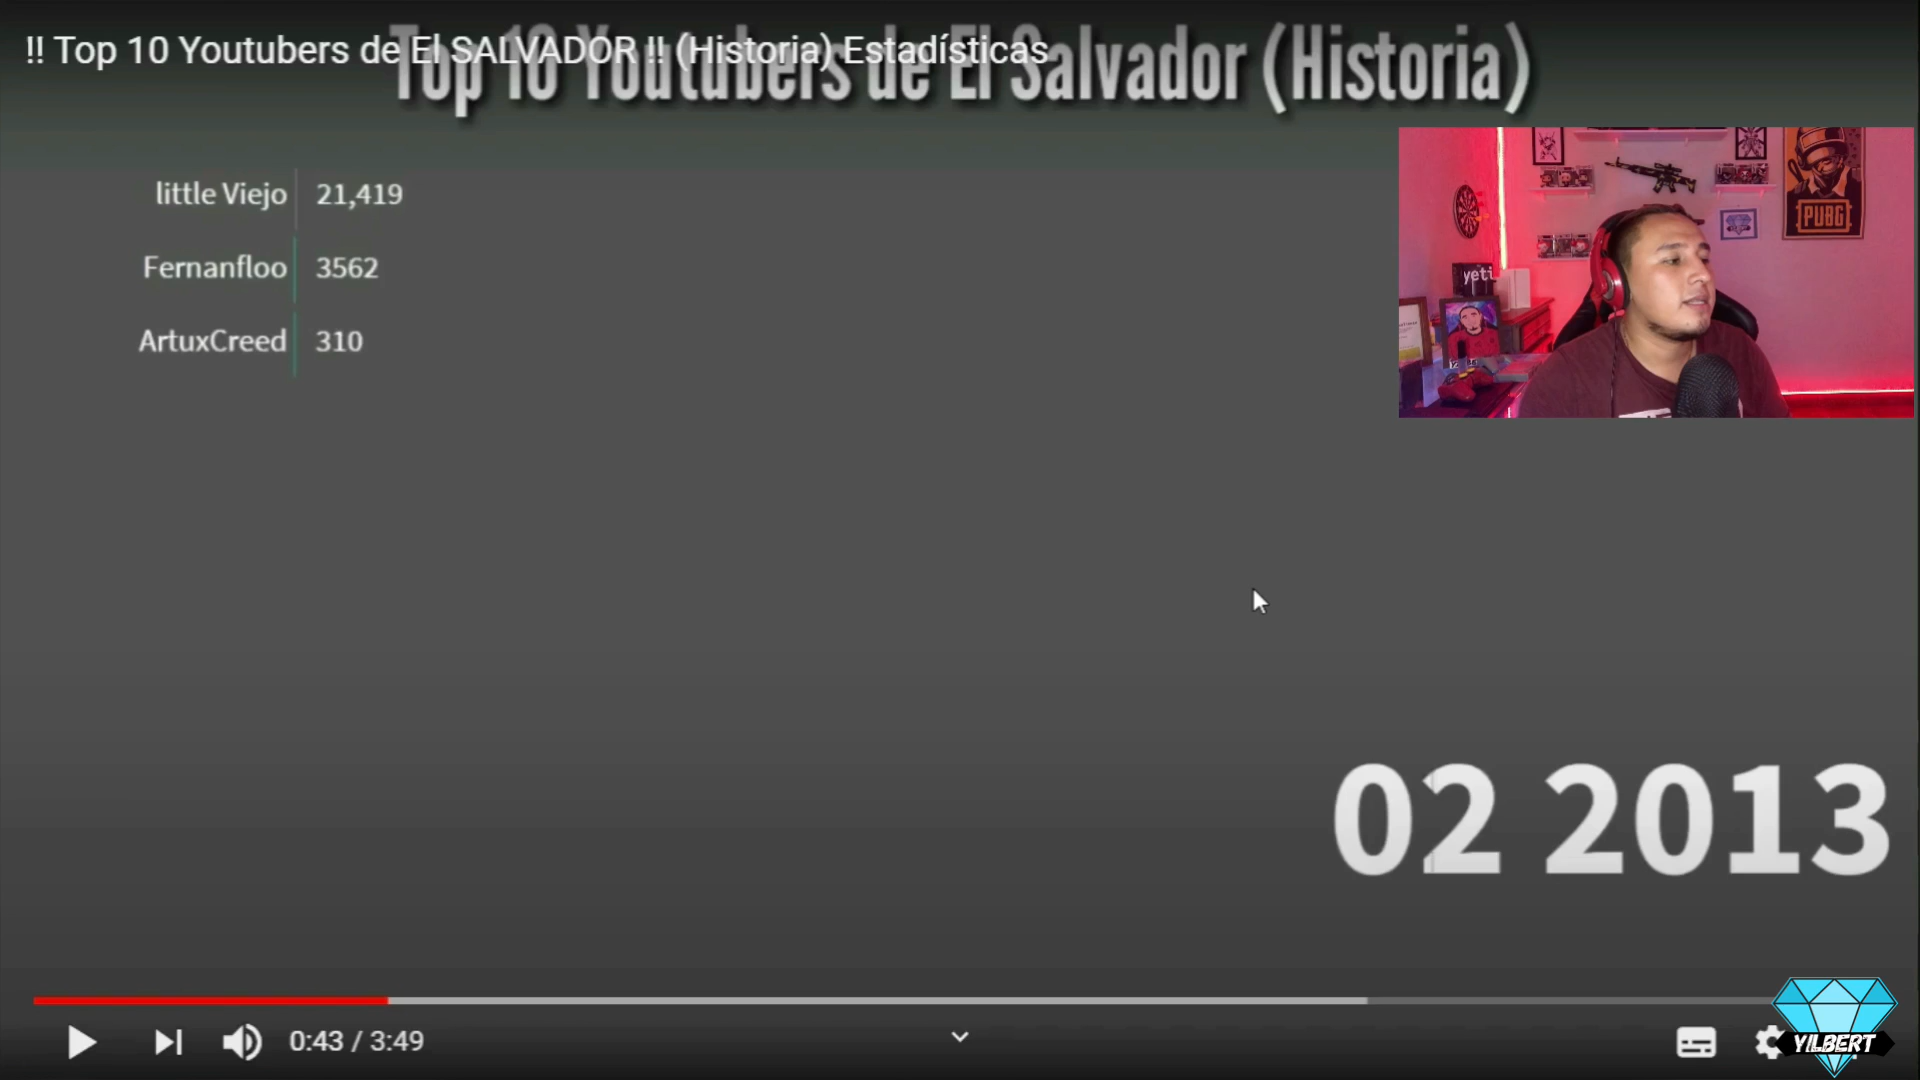 !! Top 10 Youtubers de El SALVADOR !! (Historia) Estadísticas
Top 10 Youtubers de El Salvador (Historia)
little Viejo 21,419
Fernanfloo 3562
ArtuxCreed 310
yeti
PUBG
02 2013
0:43 / 3:49
YILBERT